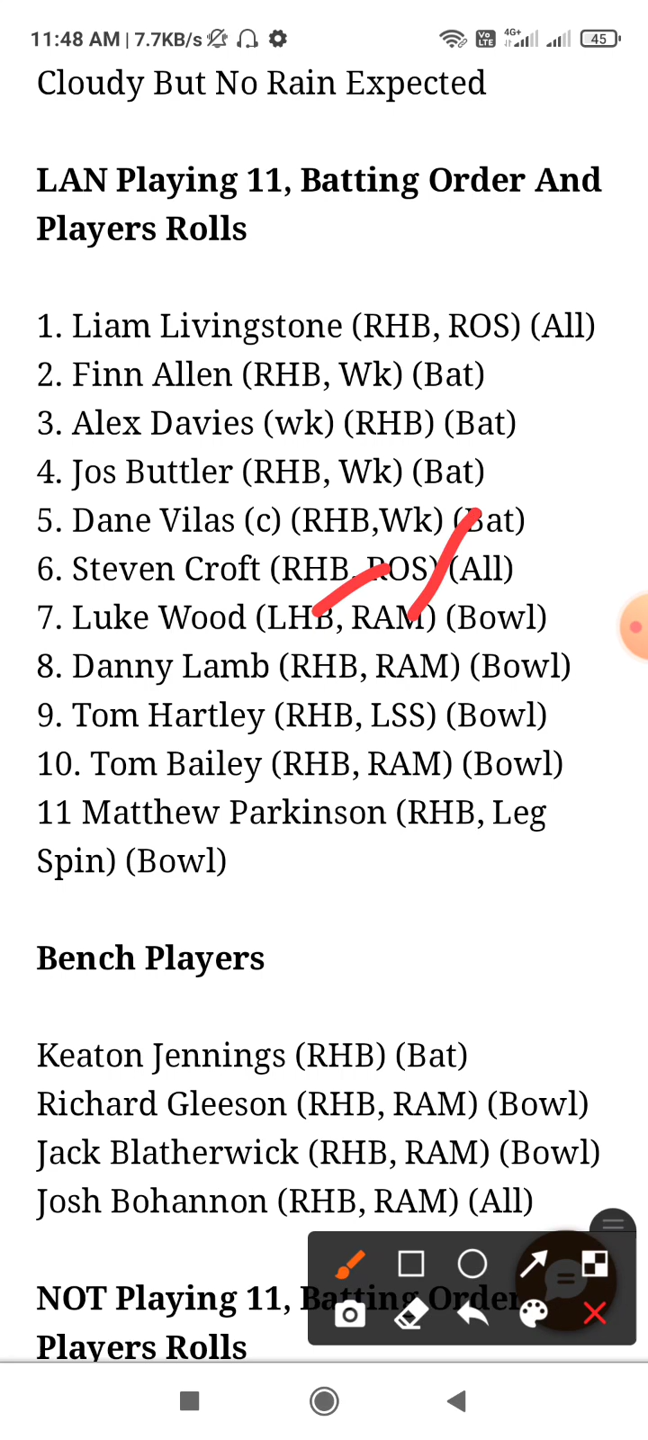 11:48 AM | 7.7KB/s
Vo LTE 4G+ 45
Cloudy But No Rain Expected
LAN Playing 11, Batting Order And
Players Rolls
1. Liam Livingstone (RHB, ROS) (All)
2. Finn Allen (RHB, Wk) (Bat)
3. Alex Davies (wk) (RHB) (Bat)
4. Jos Buttler (RHB, Wk) (Bat)
5. Dane Vilas (c) (RHB,Wk) (Bat)
6. Steven Croft (RHB, ROS) (All)
7. Luke Wood (LHB, RAM) (Bowl)
8. Danny Lamb (RHB, RAM) (Bowl)
9. Tom Hartley (RHB, LSS) (Bowl)
10. Tom Bailey (RHB, RAM) (Bowl)
11 Matthew Parkinson (RHB, Leg
Spin) (Bowl)
Bench Players
Keaton Jennings (RHB) (Bat)
Richard Gleeson (RHB, RAM) (Bowl)
Jack Blatherwick (RHB, RAM) (Bowl)
Josh Bohannon (RHB, RAM) (All)
NOT Playing 11, Batting Order
Players Rolls